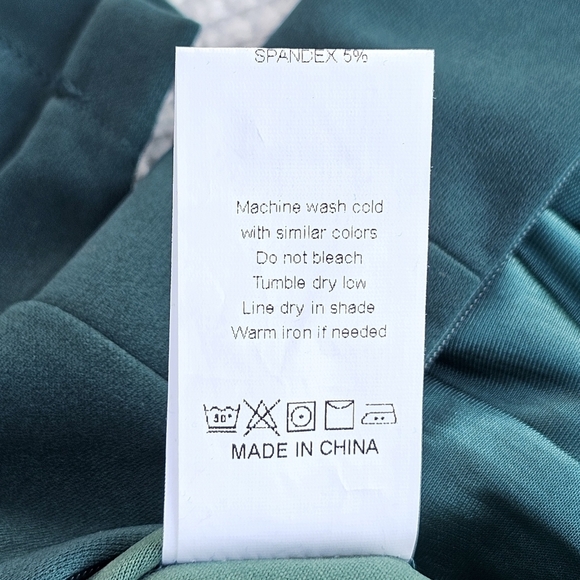 SPANDEX 5%
Machine wash cold
with similar colors
Do not bleach
Tumble dry low
Line dry in shade
Warm iron if needed
30°
MADE IN CHINA